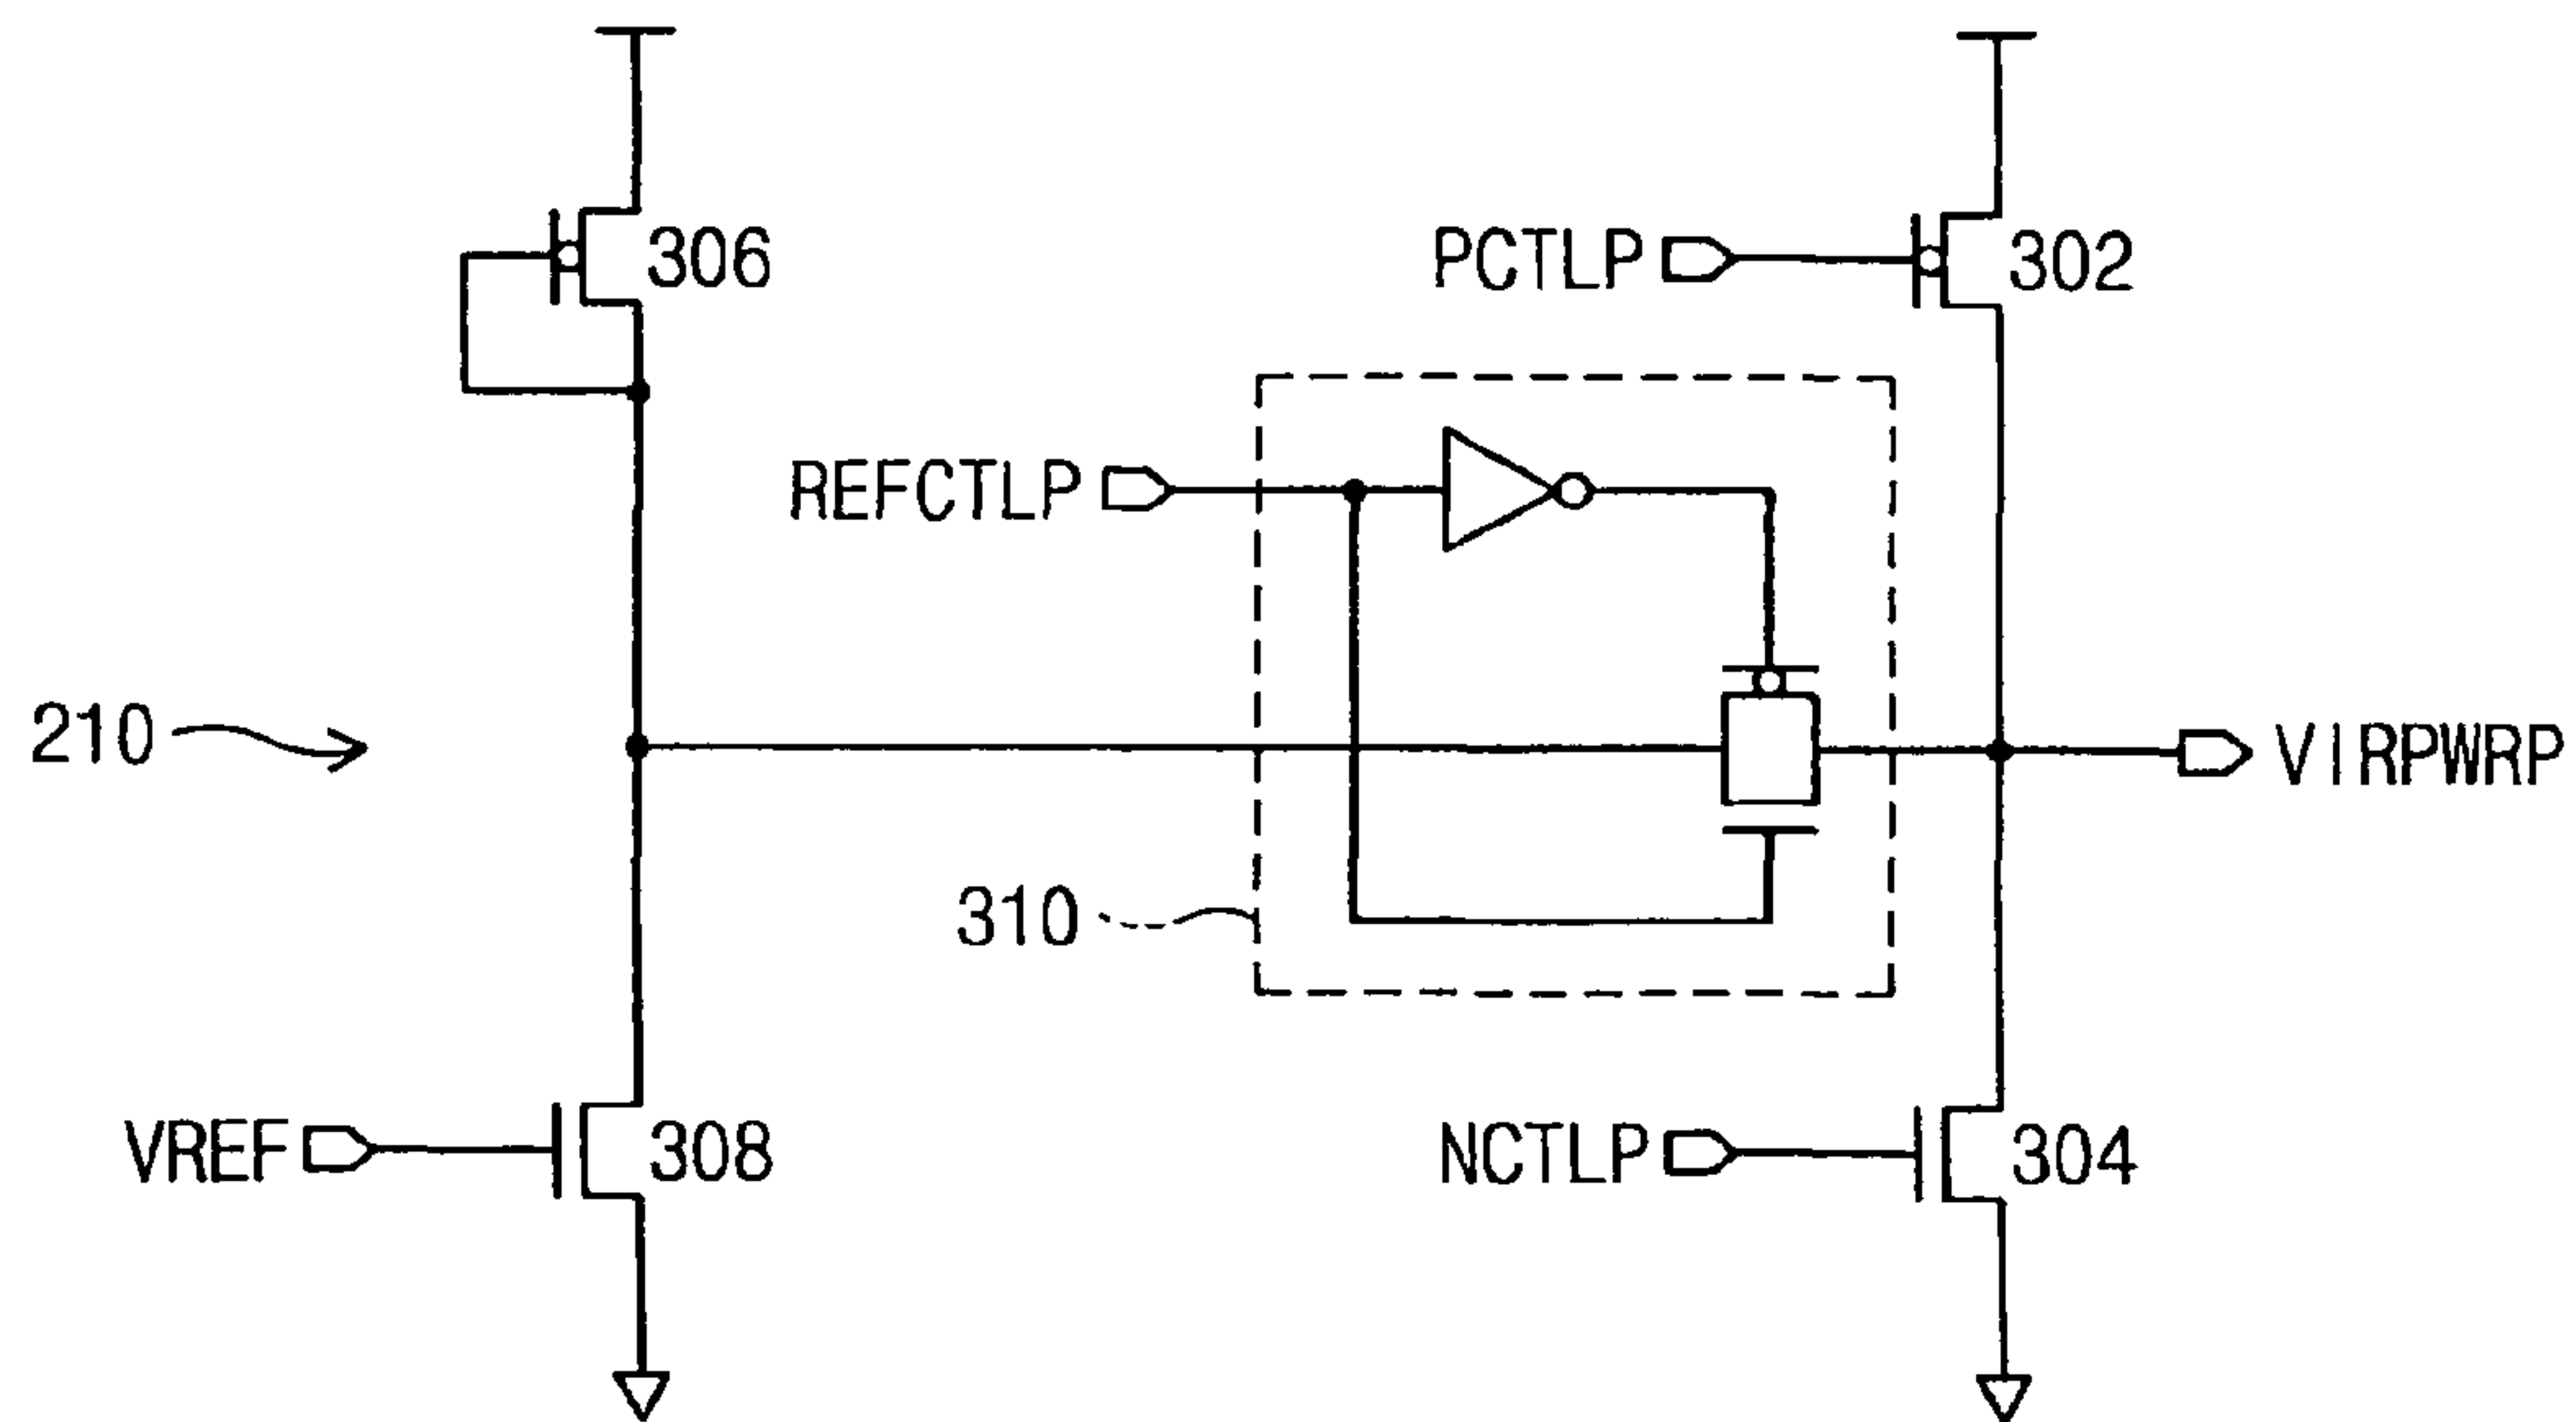 306
PCTLP
302
REFCTLP
210
VIRPWRP
310
VREF
308
NCTLP
304